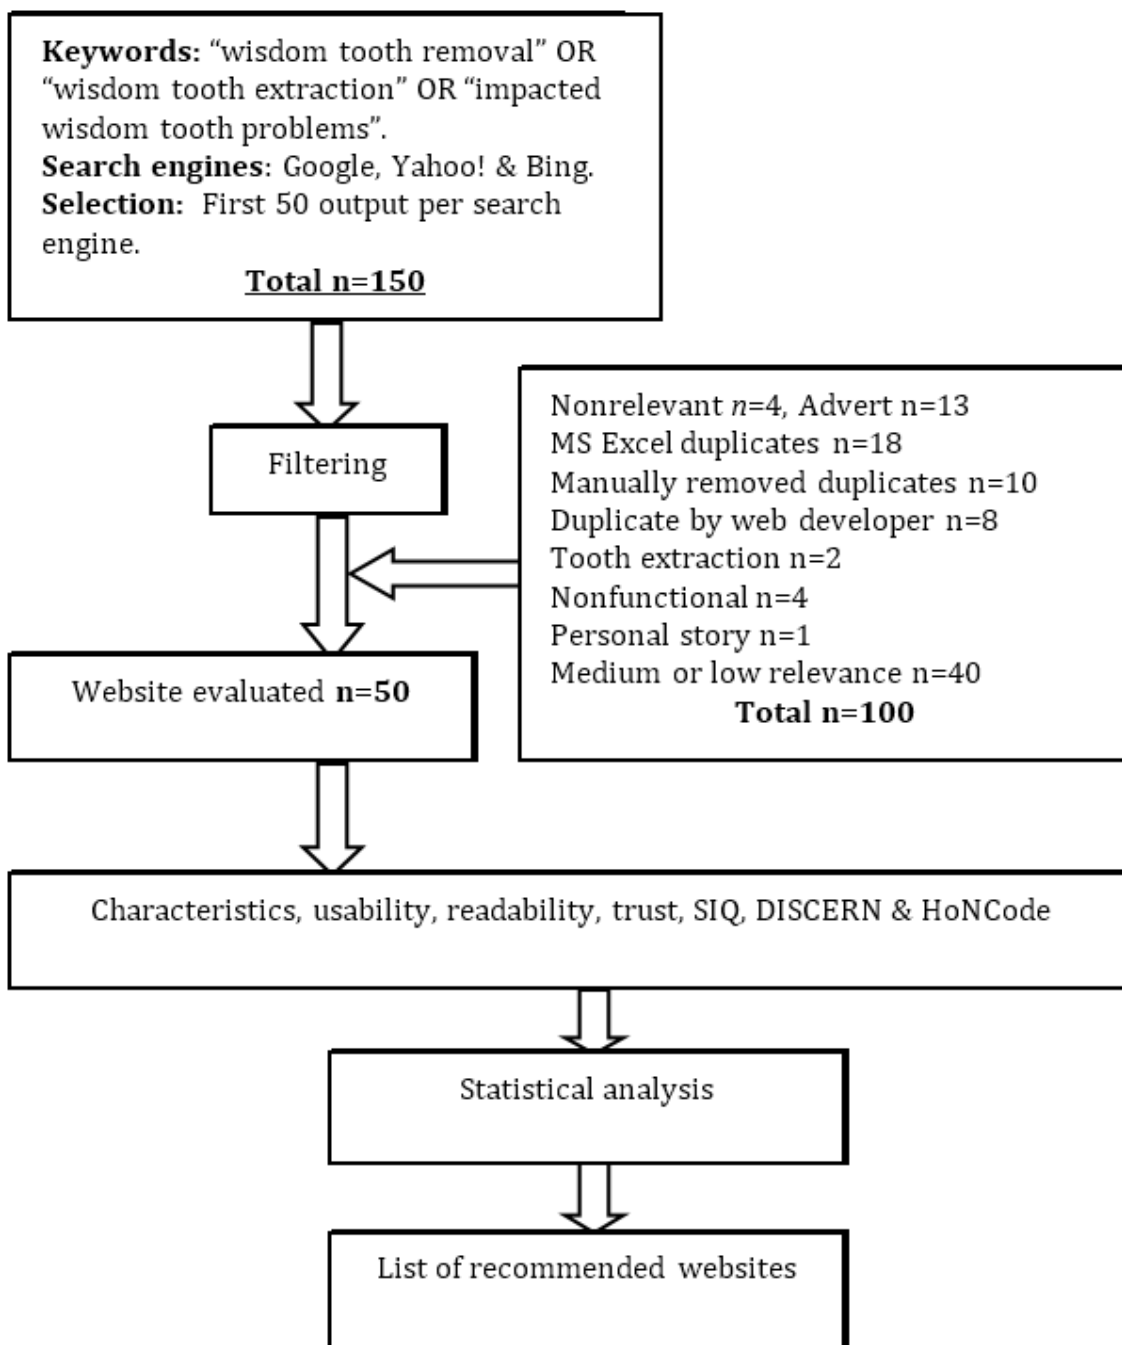 Keywords: “wisdom tooth removal” OR
“wisdom tooth extraction” OR “impacted
wisdom tooth problems”.
Search engines: Google, Yahoo! & Bing.
Selection: First 50 output per search
engine.
Total n=150
Filtering
Nonrelevant n=4, Advert n=13
MS Excel duplicates n=18
Manually removed duplicates n=10
Duplicate by web developer n=8
Tooth extraction n=2
Nonfunctional n=4
Personal story n=1
Medium or low relevance n=40
Total n=100
Website evaluated n=50
Characteristics, usability, readability, trust, SIQ, DISCERN & HoNCode
Statistical analysis
List of recommended websites